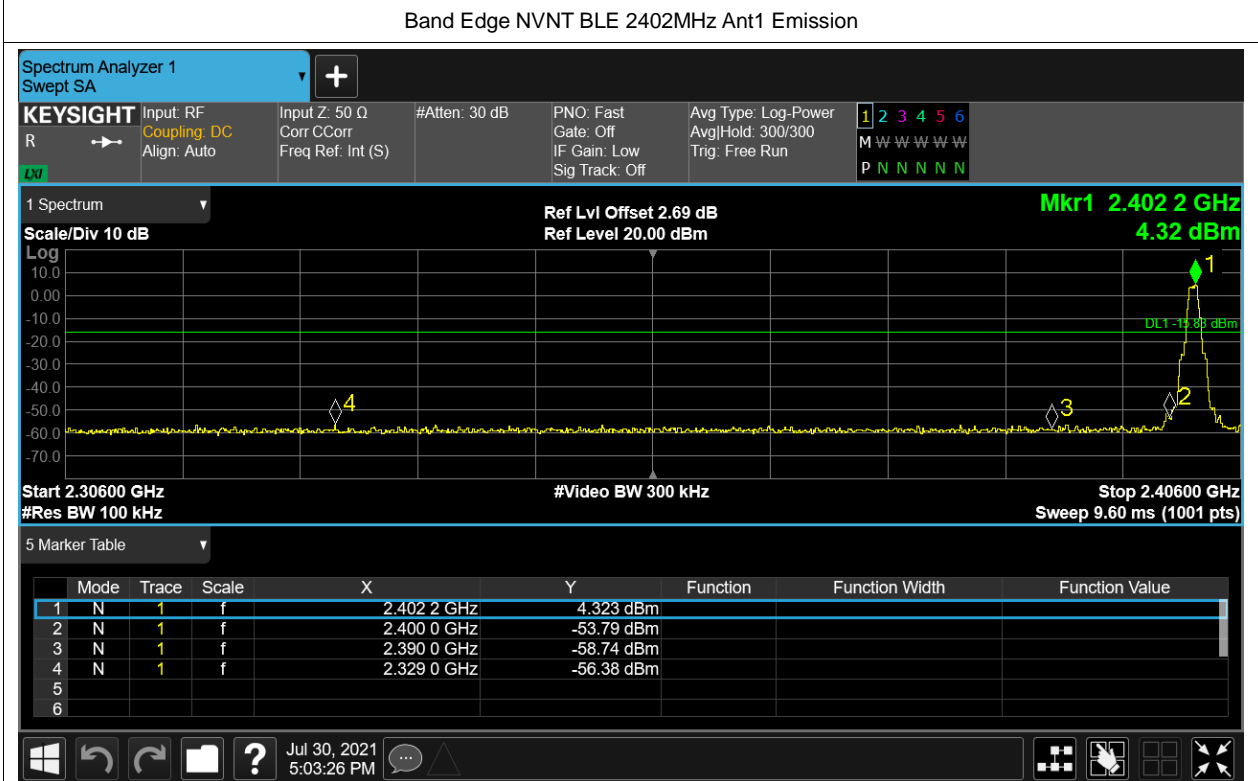 Band Edge NVNT BLE 2402MHz Ant1 Emission
Spectrum Analyzer 1
Swept SA
KEYSIGHT
R
LXI
Input: RF
Coupling: DC
Align: Auto
Input Z: 50 Ω
Corr CCorr
Freq Ref: Int (S)
#Atten: 30 dB
PNO: Fast
Gate: Off
IF Gain: Low
Sig Track: Off
Avg Type: Log-Power
Avg|Hold: 300/300
Trig: Free Run
1 2 3 4 5 6
M W W W W W
P N N N N N
1 Spectrum
Scale/Div 10 dB
Ref Lvl Offset 2.69 dB
Ref Level 20.00 dBm
Mkr1 2.402 2 GHz
4.32 dBm
Log
10.0
0.00
-10.0
-20.0
-30.0
-40.0
-50.0
-60.0
-70.0
1
DL1 -15.83 dBm
2
3
4
Start 2.30600 GHz
#Video BW 300 kHz
Stop 2.40600 GHz
#Res BW 100 kHz
Sweep 9.60 ms (1001 pts)
5 Marker Table
Mode Trace Scale X Y Function Function Width Function Value
1 N 1 f 2.402 2 GHz 4.323 dBm
2 N 1 f 2.400 0 GHz -53.79 dBm
3 N 1 f 2.390 0 GHz -58.74 dBm
4 N 1 f 2.329 0 GHz -56.38 dBm
5
6
?
Jul 30, 2021
5:03:26 PM